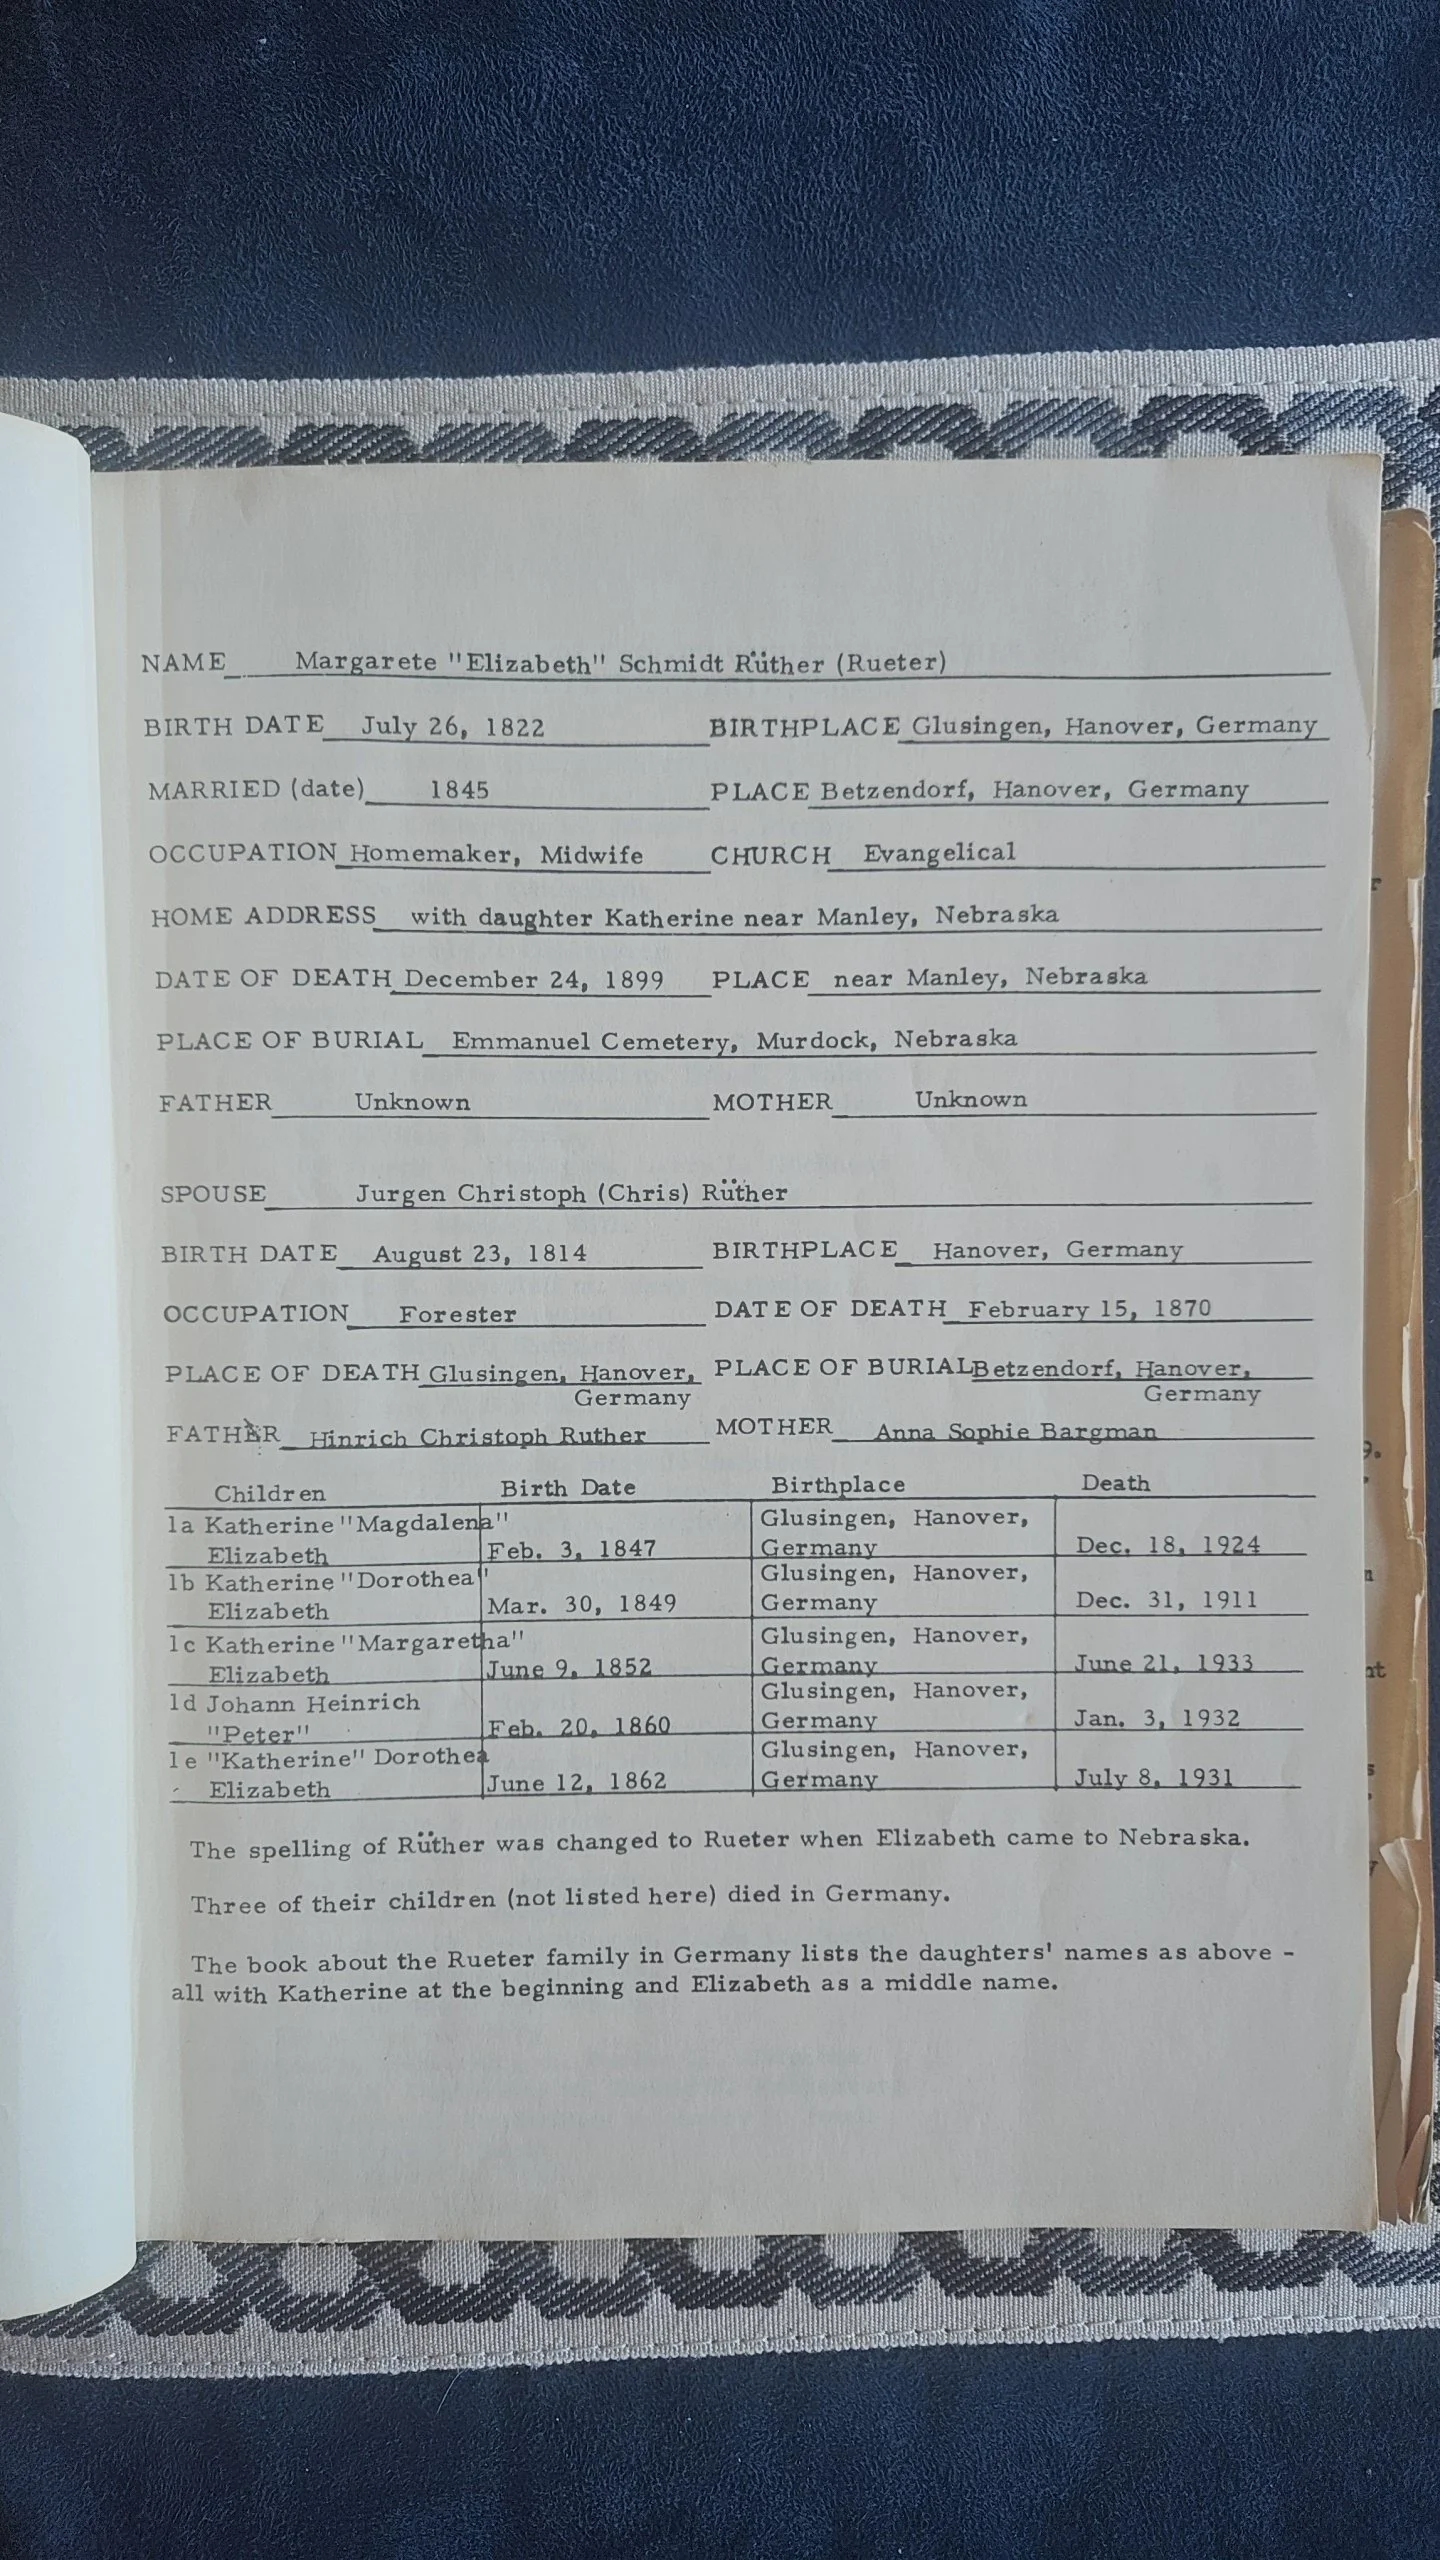 NAME Margarete "Elizabeth" Schmidt Rüther (Rueter)
BIRTH DATE July 26, 1822 BIRTHPLACE Glusingen, Hanover, Germany
MARRIED (date) 1845 PLACE Betzendorf, Hanover, Germany
OCCUPATION Homemaker, Midwife CHURCH Evangelical
HOME ADDRESS with daughter Katherine near Manley, Nebraska
DATE OF DEATH December 24, 1899 PLACE near Manley, Nebraska
PLACE OF BURIAL Emmanuel Cemetery, Murdock, Nebraska
FATHER Unknown MOTHER Unknown
SPOUSE Jurgen Christoph (Chris) Rüther
BIRTH DATE August 23, 1814 BIRTHPLACE Hanover, Germany
OCCUPATION Forester DATE OF DEATH February 15, 1870
PLACE OF DEATH Glusingen, Hanover, PLACE OF BURIAL Betzendorf, Hanover,
Germany Germany
FATHER Hinrich Christoph Ruther MOTHER Anna Sophie Bargman
Children Birth Date Birthplace Death
1a Katherine "Magdalena" Glusingen, Hanover,
Elizabeth Feb. 3, 1847 Germany Dec. 18, 1924
1b Katherine "Dorothea" Glusingen, Hanover,
Elizabeth Mar. 30, 1849 Germany Dec. 31, 1911
1c Katherine "Margaretha" Glusingen, Hanover,
Elizabeth June 9, 1852 Germany June 21, 1933
1d Johann Heinrich Glusingen, Hanover,
"Peter" Feb. 20, 1860 Germany Jan. 3, 1932
1e "Katherine" Dorothea Glusingen, Hanover,
Elizabeth June 12, 1862 Germany July 8, 1931
The spelling of Rüther was changed to Rueter when Elizabeth came to Nebraska.
Three of their children (not listed here) died in Germany.
The book about the Rueter family in Germany lists the daughters' names as above -
all with Katherine at the beginning and Elizabeth as a middle name.